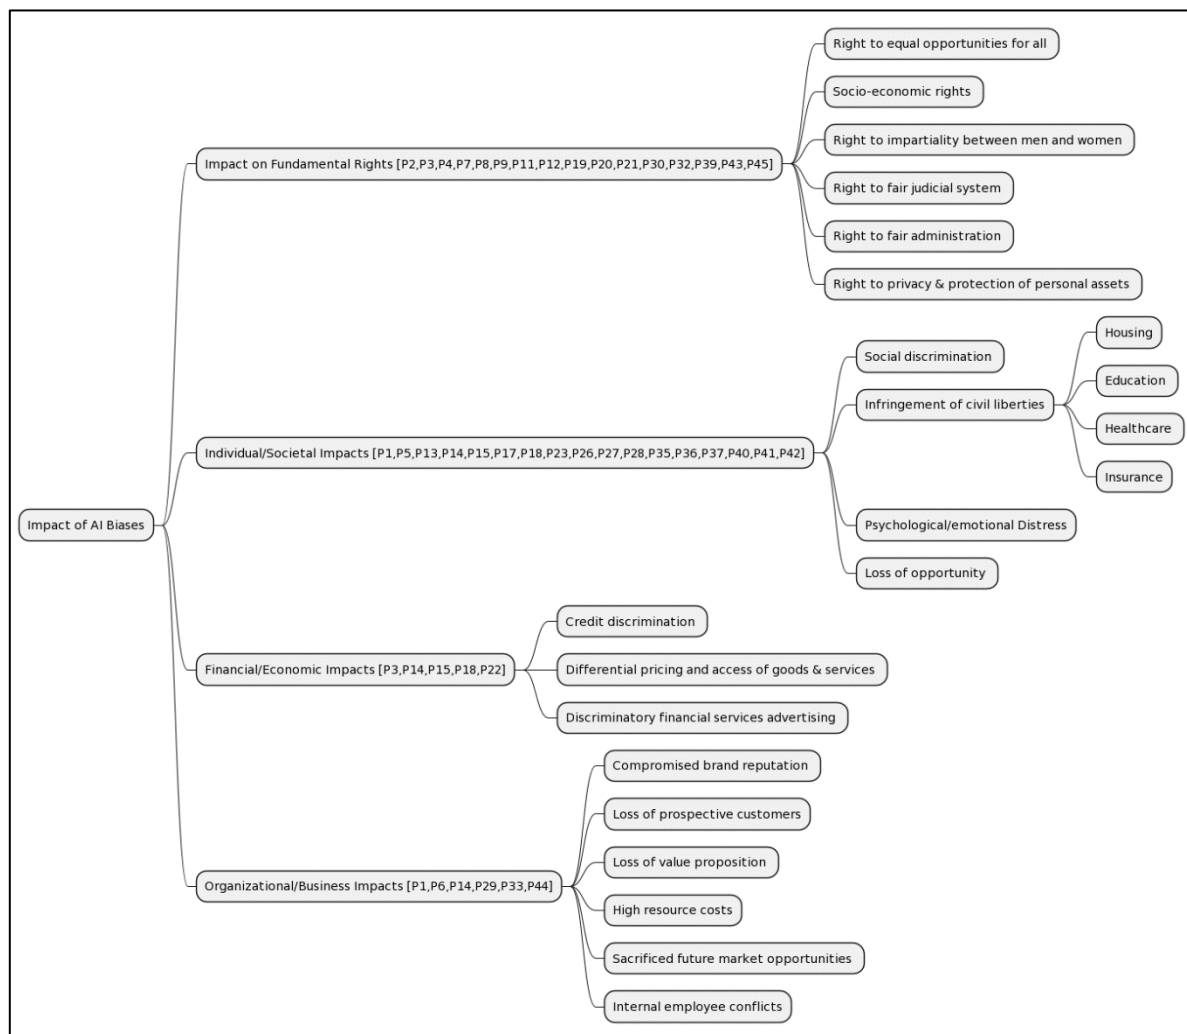 Impact of AI Biases
Impact on Fundamental Rights [P2,P3,P4,P7,P8,P9,P11,P12,P19,P20,P21,P30,P32,P39,P43,P45]
Right to equal opportunities for all
Socio-economic rights
Right to impartiality between men and women
Right to fair judicial system
Right to fair administration
Right to privacy & protection of personal assets
Individual/Societal Impacts [P1,P5,P13,P14,P15,P17,P18,P23,P26,P27,P28,P35,P36,P37,P40,P41,P42]
Social discrimination
Infringement of civil liberties
Housing
Education
Healthcare
Insurance
Psychological/emotional Distress
Loss of opportunity
Financial/Economic Impacts [P3,P14,P15,P18,P22]
Credit discrimination
Differential pricing and access of goods & services
Discriminatory financial services advertising
Organizational/Business Impacts [P1,P6,P14,P29,P33,P44]
Compromised brand reputation
Loss of prospective customers
Loss of value proposition
High resource costs
Sacrificed future market opportunities
Internal employee conflicts